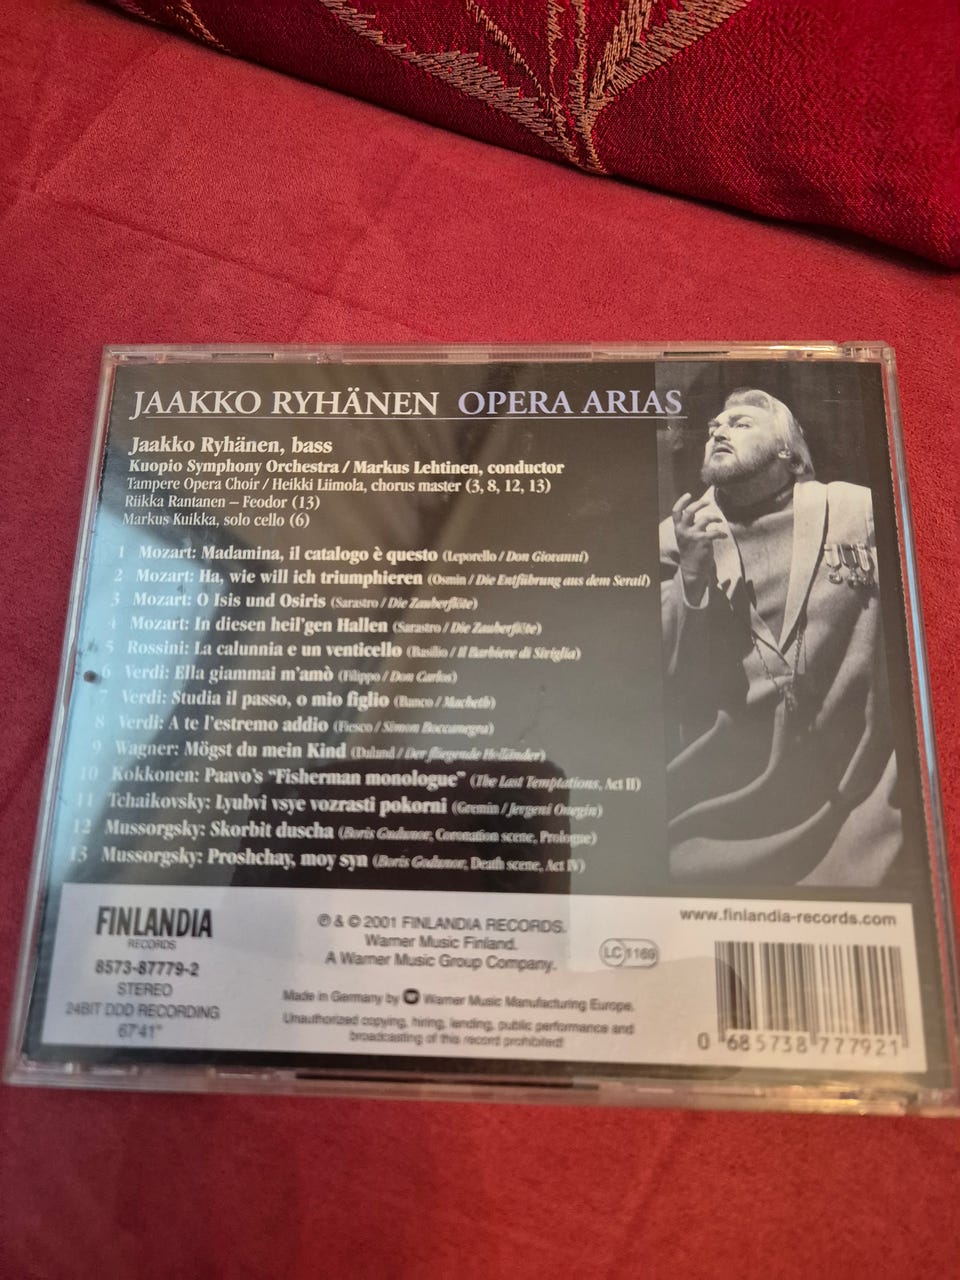 JAAKKO RYHÄNEN OPERA ARIAS
Jaakko Ryhänen, bass
Kuopio Symphony Orchestra / Markus Lehtinen, conductor
Tampere Opera Choir / Heikki Liimola, chorus master (3, 8, 12, 13)
Riikka Rantanen – Feodor (13)
Markus Kuikka, solo cello (6)
1 Mozart: Madamina, il catalogo è questo (Leporello / Don Giovanni)
2 Mozart: Ha, wie will ich triumphieren (Osmin / Die Entführung aus dem Serail)
3 Mozart: O Isis und Osiris (Sarastro / Die Zauberflöte)
4 Mozart: In diesen heil'gen Hallen (Sarastro / Die Zauberflöte)
5 Rossini: La calunnia e un venticello (Basilio / Il Barbiere di Siviglia)
6 Verdi: Ella giammai m'amò (Filippo / Don Carlos)
7 Verdi: Studia il passo, o mio figlio (Banco / Macbeth)
8 Verdi: A te l'estremo addio (Fiesco / Simon Boccanegra)
9 Wagner: Mögst du mein Kind (Daland / Der fliegende Holländer)
10 Kokkonen: Paavo's "Fisherman monologue" (The Last Temptations, Act II)
11 Tchaikovsky: Lyubvi vsye vozrasti pokorni (Gremin / Jevgeni Onegin)
12 Mussorgsky: Skorbit duscha (Boris Godunov, Coronation scene, Prologue)
13 Mussorgsky: Proshchay, moy syn (Boris Godunov, Death scene, Act IV)
FINLANDIA
RECORDS
8573-87779-2
STEREO
24BIT DDD RECORDING
67'41"
℗ & © 2001 FINLANDIA RECORDS.
Warner Music Finland.
A Warner Music Group Company.
LC 1169
Made in Germany by Warner Music Manufacturing Europe.
Unauthorized copying, hiring, lending, public performance and
broadcasting of this record prohibited!
www.finlandia-records.com
0 685738 777921